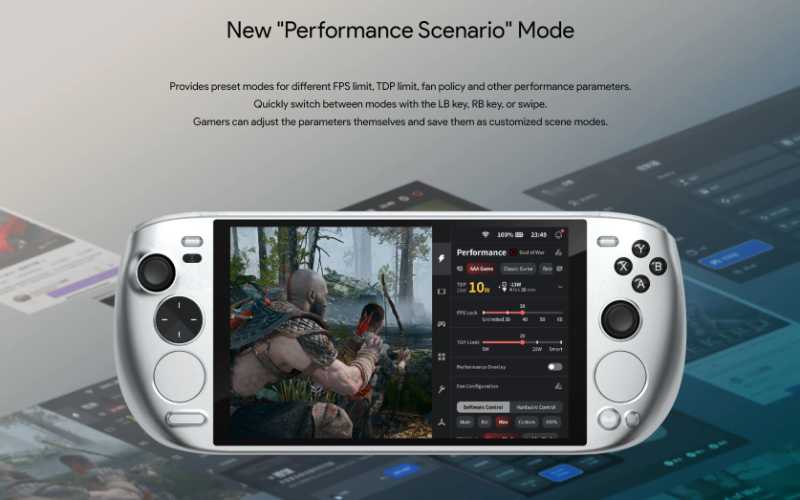 New "Performance Scenario" Mode
Provides preset modes for different FPS limit, TDP limit, fan policy and other performance parameters.
Quickly switch between modes with the LB key, RB key, or swipe.
Gamers can adjust the parameters themselves and save them as customized scene modes.
100% 23:49
Performance God of War
AAA Game Classic Game
TDP 10W -13W
FPS Lock
Unlimited 30 40 50 60
TDP Limit
5W 22W Smart
Performance Overlay
Fan Configuration
Software Control Hardware Control
Custom 100%
Y
X B
A